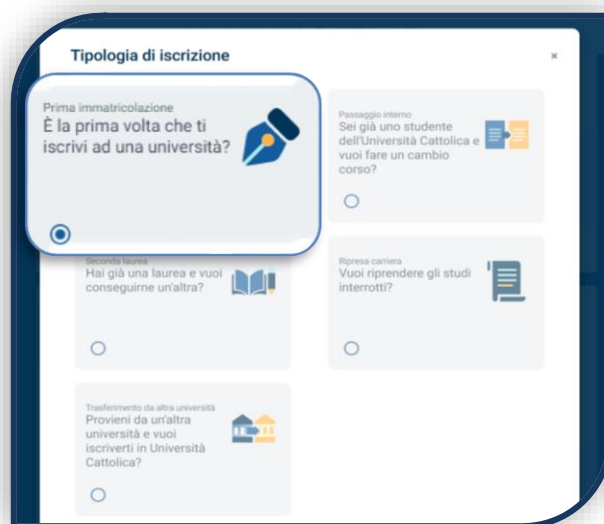 Tipologia di iscrizione
×
Prima immatricolazione
È la prima volta che ti
iscrivi ad una università?
Passaggio interno
Sei già uno studente
dell'Università Cattolica e
vuoi fare un cambio
corso?
Seconda laurea
Hai già una laurea e vuoi
conseguirne un'altra?
Ripresa carriera
Vuoi riprendere gli studi
interrotti?
Trasferimento da altra università
Provieni da un'altra
università e vuoi
iscriverti in Università
Cattolica?